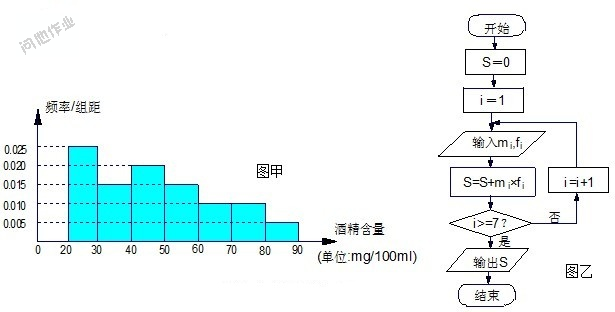 问他作业
频率/组距
0.025
0.020
0.015
0.010
0.005
0
20
30
40
50
60
70
80
90
酒精含量
(单位:mg/100ml)
图甲
开始
S=0
i=1
输入mi,fi
S=S+mi×fi
i=i+1
i>=7?
否
是
输出S
结束
图乙